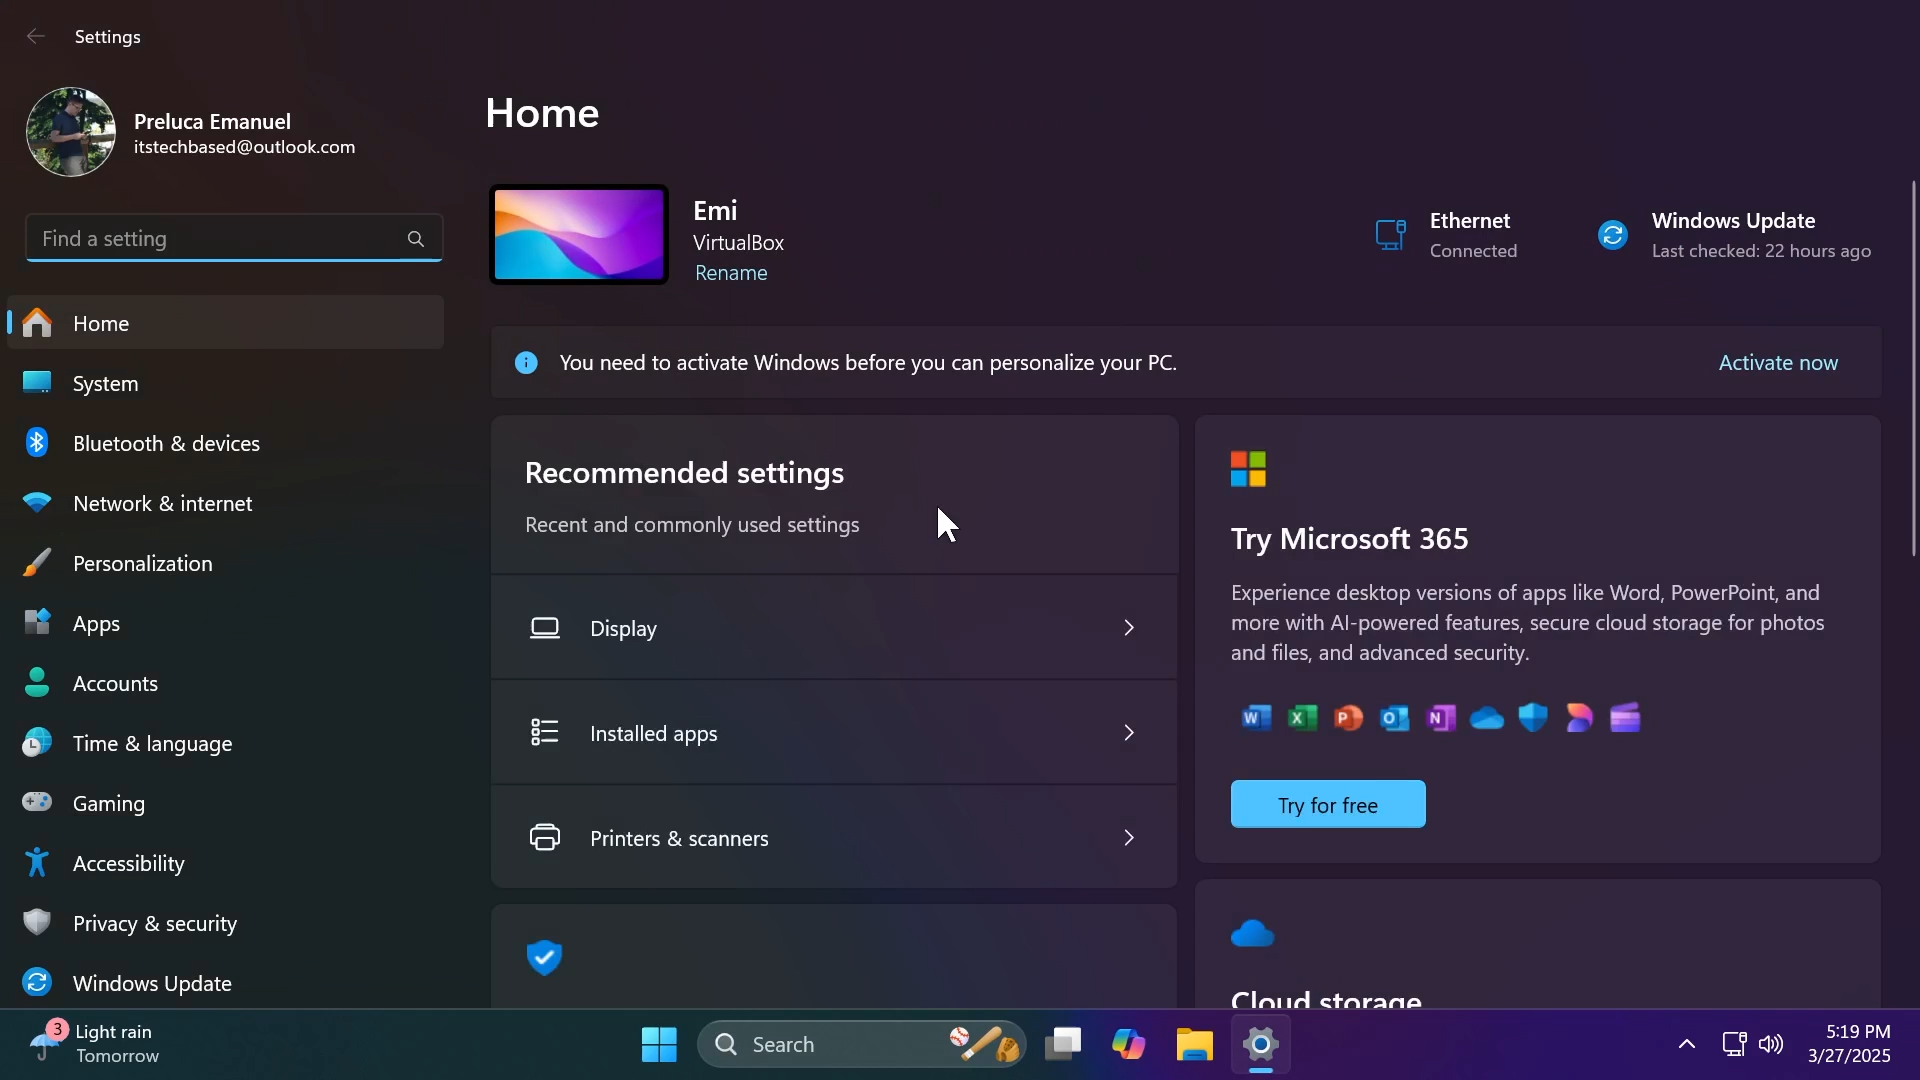 Settings
Preluca Emanuel
itstechbased@outlook.com
Find a setting
Home
System
Bluetooth & devices
Network & internet
Personalization
Apps
Accounts
Time & language
Gaming
Accessibility
Privacy & security
Windows Update
Home
Emi
VirtualBox
Rename
Ethernet
Connected
Windows Update
Last checked: 22 hours ago
You need to activate Windows before you can personalize your PC.
Activate now
Recommended settings
Recent and commonly used settings
Display
Installed apps
Printers & scanners
Try Microsoft 365
Experience desktop versions of apps like Word, PowerPoint, and
more with AI-powered features, secure cloud storage for photos
and files, and advanced security.
W X P O N
Try for free
Cloud storage
3
Light rain
Tomorrow
Search
5:19 PM
3/27/2025